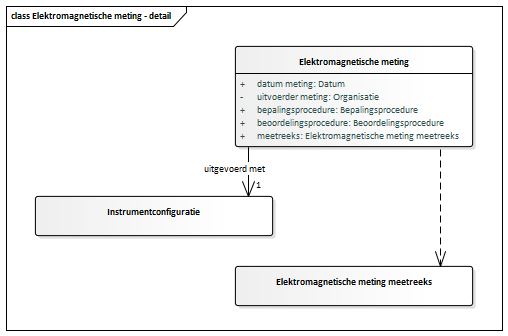 class Elektromagnetische meting - detail
Elektromagnetische meting
+ datum meting: Datum
- uitvoerder meting: Organisatie
+ bepalingsprocedure: Bepalingsprocedure
+ beoordelingsprocedure: Beoordelingsprocedure
+ meetreeks: Elektromagnetische meting meetreeks
uitgevoerd met
1
Instrumentconfiguratie
Elektromagnetische meting meetreeks